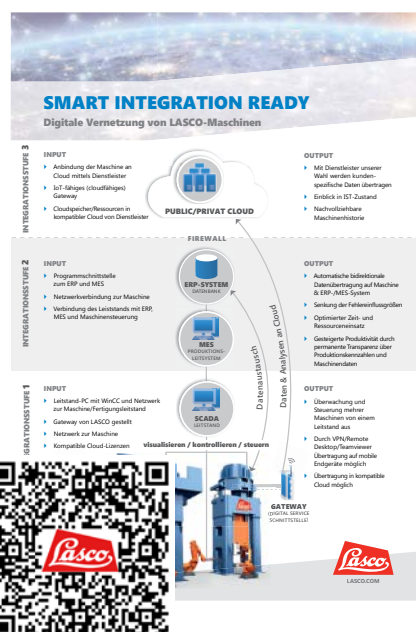 SMART INTEGRATION READY
Digitale Vernetzung von LASCO-Maschinen
INTEGRATIONSSTUFE 3
INPUT
Anbindung der Maschine an
Cloud mittels Dienstleister
IoT-fähiges (cloudfähiges)
Gateway
Cloudspeicher/Ressourcen in
kompatibler Cloud von Dienstleister
PUBLIC/PRIVAT CLOUD
OUTPUT
Mit Dienstleister unserer
Wahl werden kunden-
spezifische Daten übertragen
Einblick in IST-Zustand
Nachvollziehbare
Maschinenhistorie
FIREWALL
INTEGRATIONSSTUFE 2
INPUT
Programmschnittstelle
zum ERP und MES
Netzwerkverbindung zur Maschine
Verbindung des Leitstands mit ERP,
MES und Maschinensteuerung
ERP-SYSTEM
DATENBANK
MES
PRODUKTIONS-
LEITSYSTEM
OUTPUT
Automatische bidirektionale
Datenübertragung auf Maschine
& ERP-/MES-System
Senkung der Fehlereinflussgrößen
Optimierter Zeit- und
Ressourceneinsatz
Gesteigerte Produktivität durch
permanente Transparenz über
Produktionskennzahlen und
Maschinendaten
Datenaustausch
Daten & Analysen an Cloud
GRATIONSSTUFE 1
INPUT
Leistand-PC mit WinCC und Netzwerk
zur Maschine/Fertigungsleitstand
Gateway von LASCO gestellt
Netzwerk zur Maschine
Kompatible Cloud-Lizenzen
SCADA
LEITSTAND
visualisieren / kontrollieren / steuern
OUTPUT
Überwachung und
Steuerung mehrer
Maschinen von einem
Leitstand aus
Durch VPN/Remote
Desktop/Teamviewer
Übertragung auf mobile
Endgeräte möglich
Übertragung in kompatible
Cloud möglich
GATEWAY
(DIGITAL SERVICE
SCHNITTSTELLE)
Lasco
Lasco
LASCO.COM